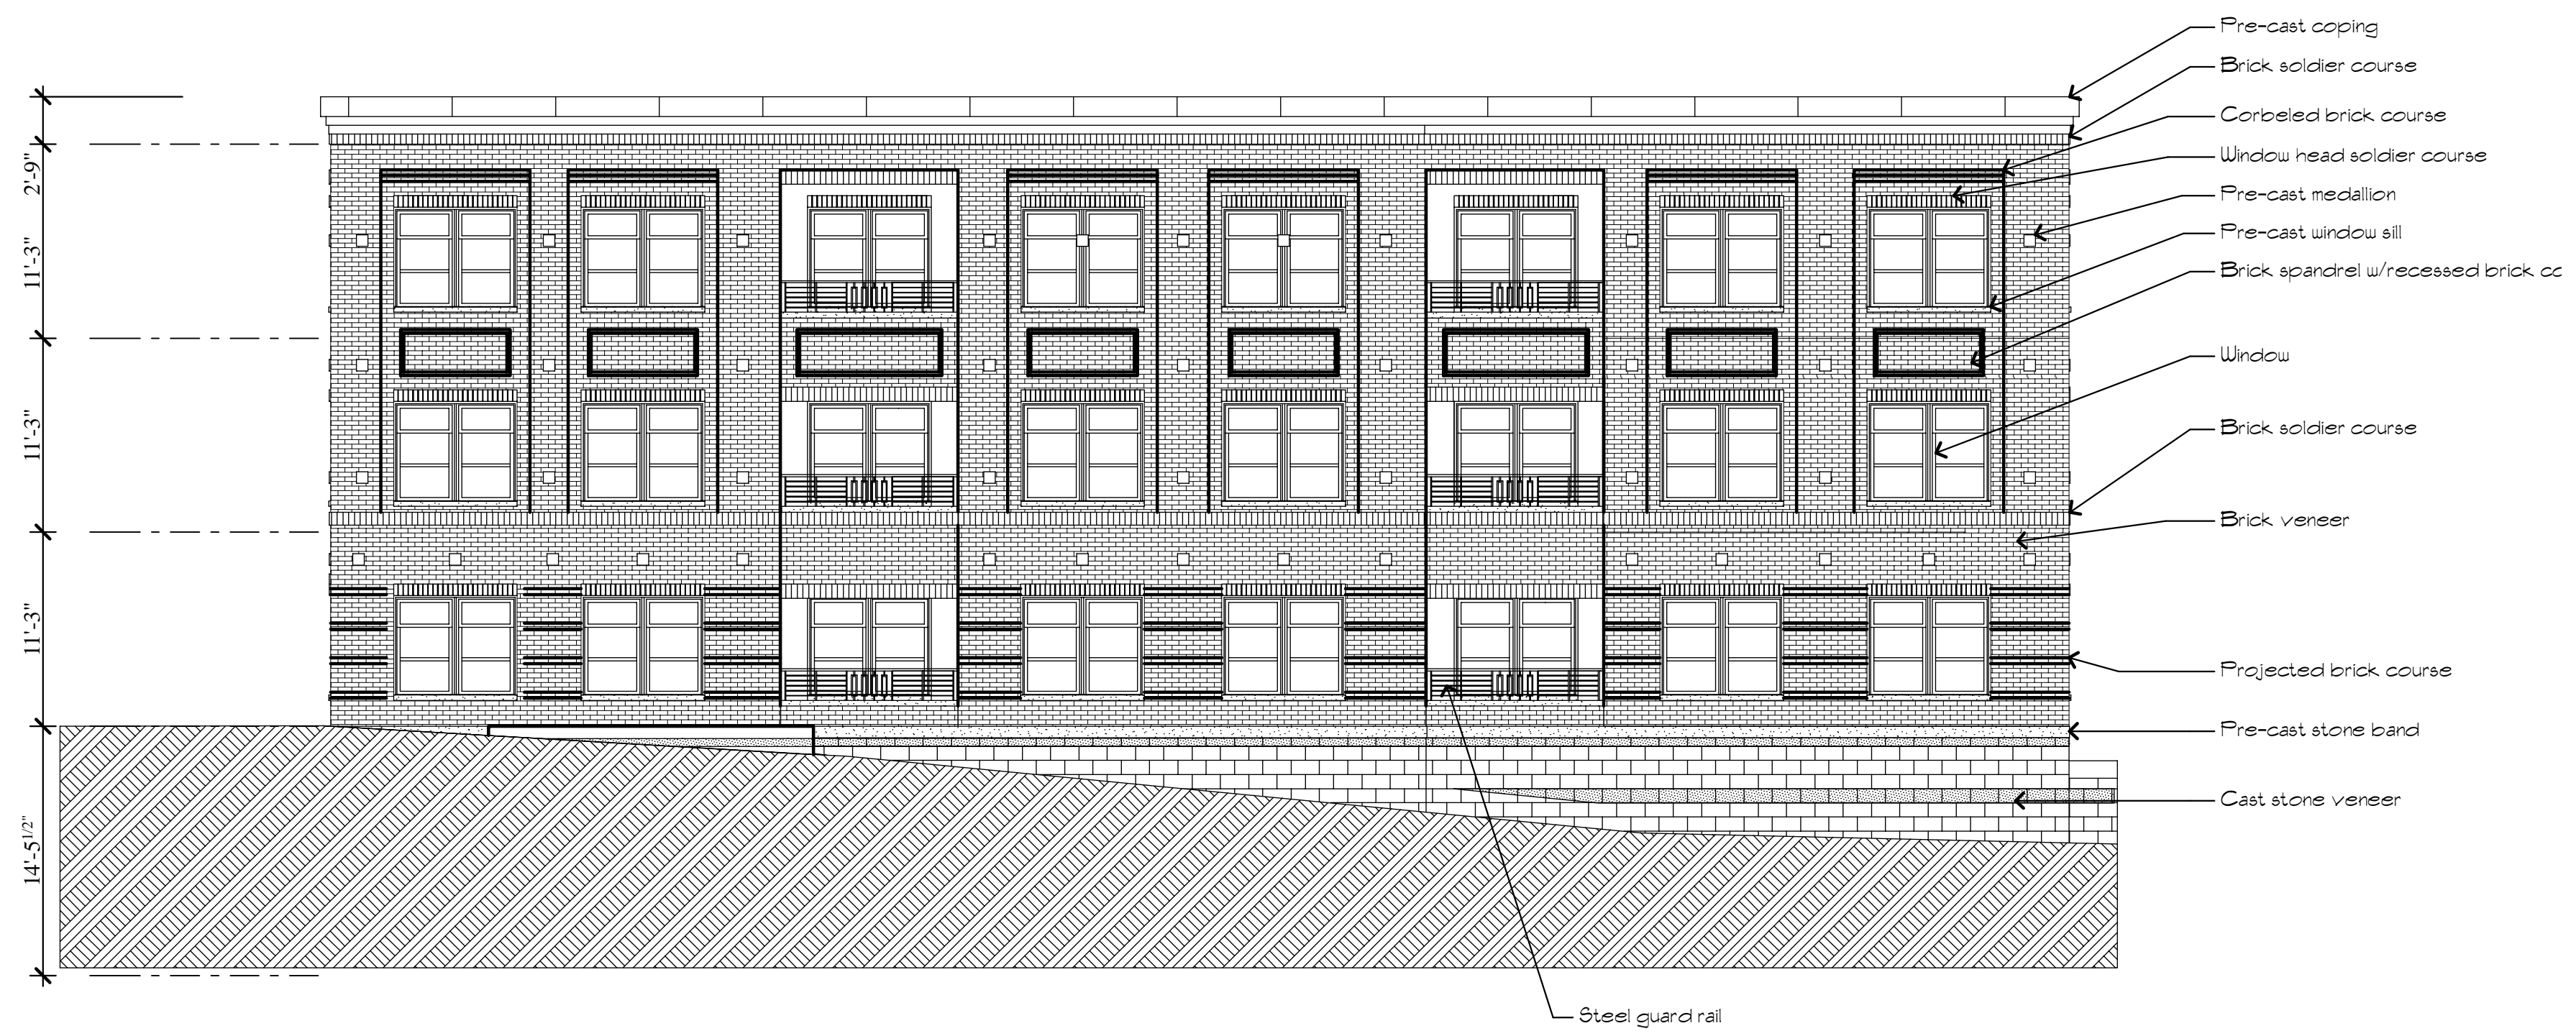 Pre-cast coping
Brick soldier course
Corbeled brick course
Window head soldier course
Pre-cast medallion
Pre-cast window sill
Brick spandrel w/recessed brick cc
Window
Brick soldier course
Brick veneer
Projected brick course
Pre-cast stone band
Cast stone veneer
Steel guard rail
2'-9"
11'-3"
11'-3"
11'-3"
14'-5 1/2"